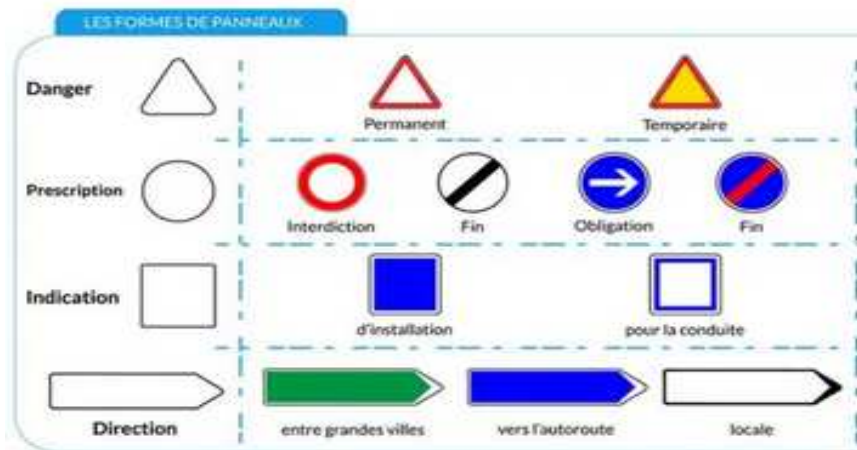 LES FORMES DE PANNEAUX
Danger
Permanent
Temporaire
Prescription
Interdiction
Fin
Obligation
Fin
Indication
d'installation
pour la conduite
Direction
entre grandes villes
vers l'autoroute
locale